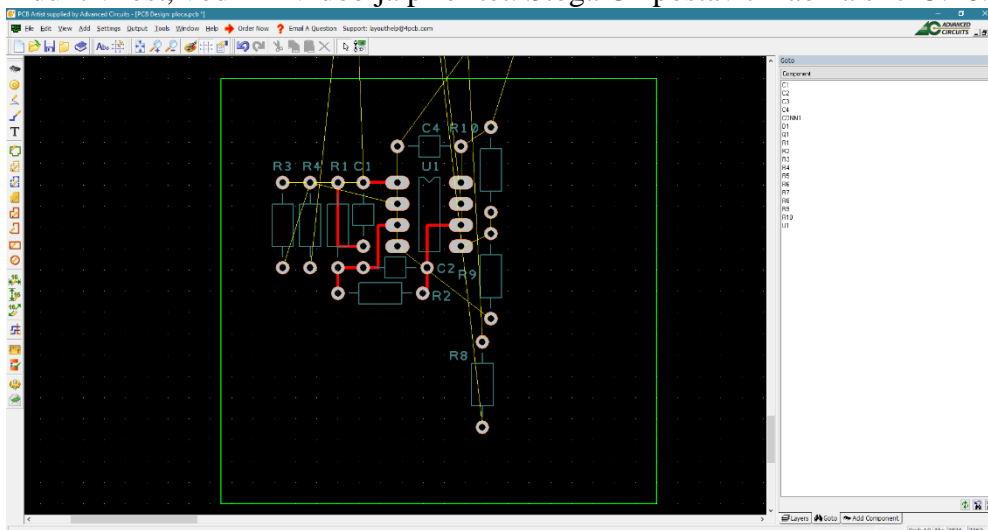 PCB Artist supplied by Advanced Circuits - [PCB Design: ploca.pcb *]
File Edit View Add Settings Output Tools Window Help Order Now ? Email A Question Support: layouthelp@4pcb.com
ADVANCED CIRCUITS
Abc
Goto
Component
C1
C2
C3
C4
CONN1
D1
Q1
R1
R2
R3
R4
R5
R6
R7
R8
R9
R10
U1
T
C4 R10
R3 R4 R1 C1 U1
C2 R9
R2
R8
Layers Goto Add Component